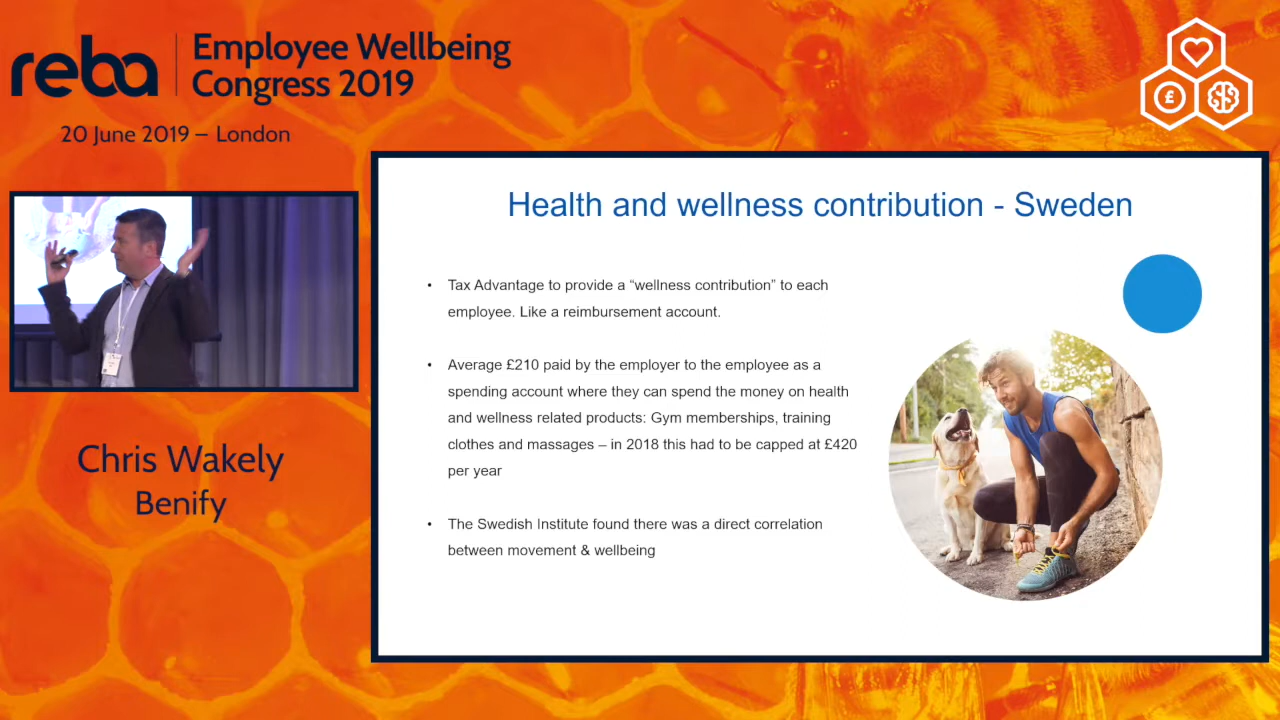 reba
Employee Wellbeing
Congress 2019
20 June 2019 – London
£
Chris Wakely
Benify
Health and wellness contribution - Sweden
• Tax Advantage to provide a “wellness contribution” to each
employee. Like a reimbursement account.
• Average £210 paid by the employer to the employee as a
spending account where they can spend the money on health
and wellness related products: Gym memberships, training
clothes and massages – in 2018 this had to be capped at £420
per year
• The Swedish Institute found there was a direct correlation
between movement & wellbeing